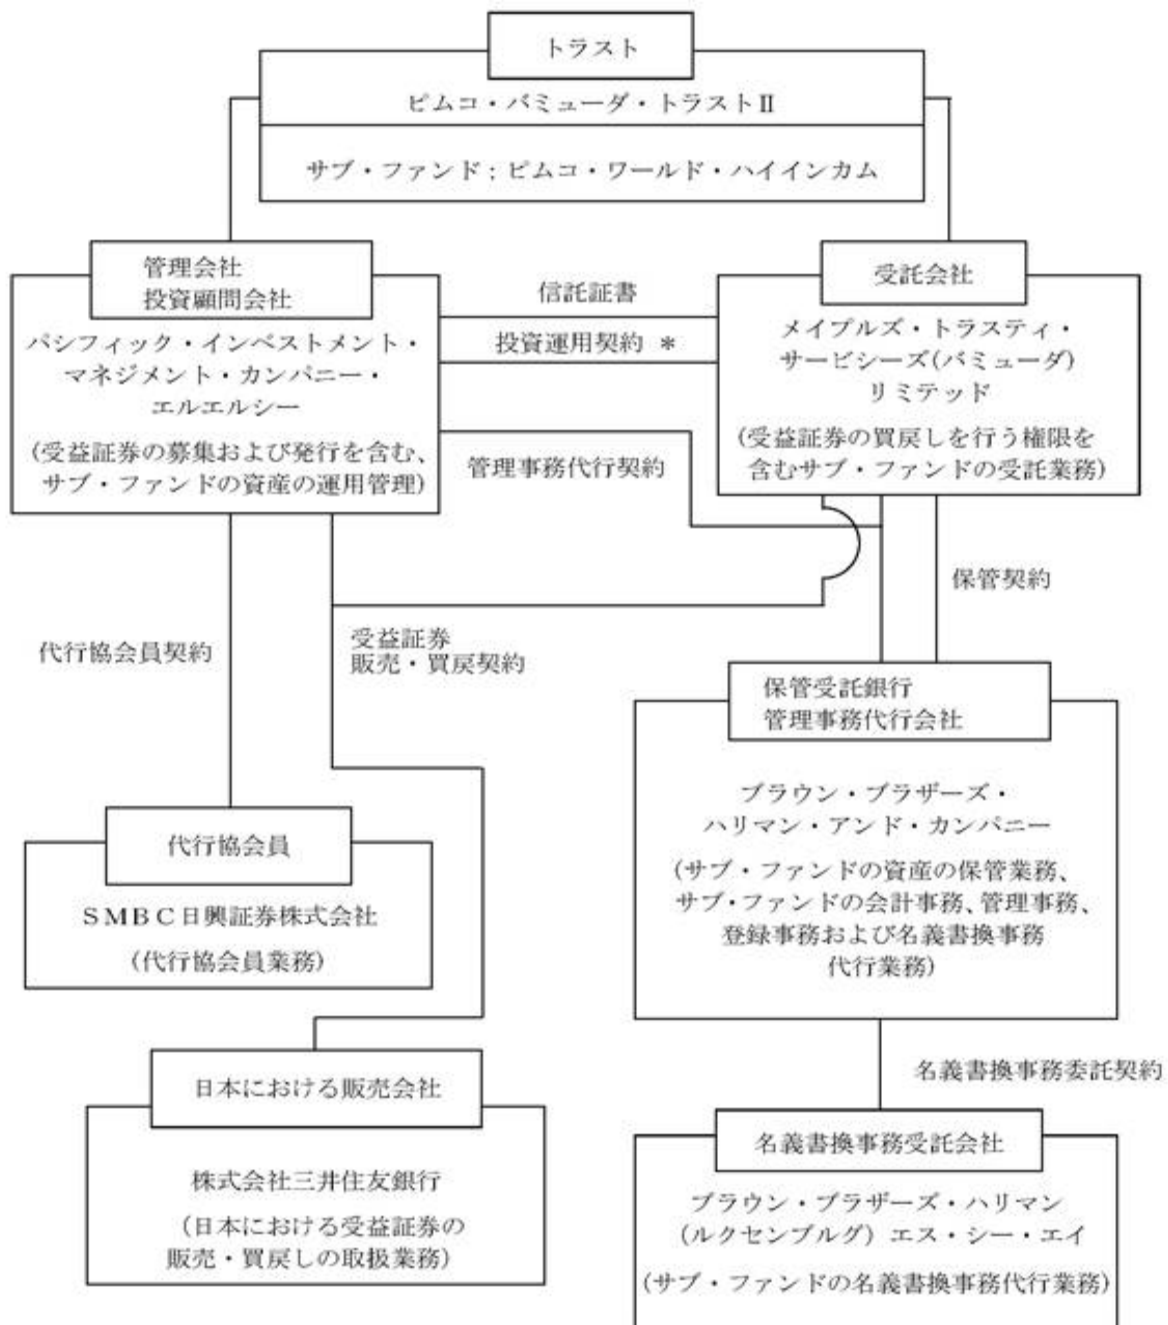 トラスト
ピムコ・バミューダ・トラストⅡ
サブ・ファンド；ピムコ・ワールド・ハイインカム
管理会社
投資顧問会社
パシフィック・インベストメント・
マネジメント・カンパニー・
エルエルシー
(受益証券の募集および発行を含む、
サブ・ファンドの資産の運用管理)
信託証書
投資運用契約 ＊
管理事務代行契約
受託会社
メイプルズ・トラスティ・
サービシーズ(バミューダ)
リミテッド
(受益証券の買戻しを行う権限を
含むサブ・ファンドの受託業務)
保管契約
代行協会員契約
受益証券
販売・買戻契約
保管受託銀行
管理事務代行会社
ブラウン・ブラザーズ・
ハリマン・アンド・カンパニー
(サブ・ファンドの資産の保管業務、
サブ・ファンドの会計事務、管理事務、
登録事務および名義書換事務
代行業務)
代行協会員
ＳＭＢＣ日興証券株式会社
(代行協会員業務)
名義書換事務委託契約
日本における販売会社
株式会社三井住友銀行
(日本における受益証券の
販売・買戻しの取扱業務)
名義書換事務受託会社
ブラウン・ブラザーズ・ハリマン
(ルクセンブルグ) エス・シー・エイ
(サブ・ファンドの名義書換事務代行業務)